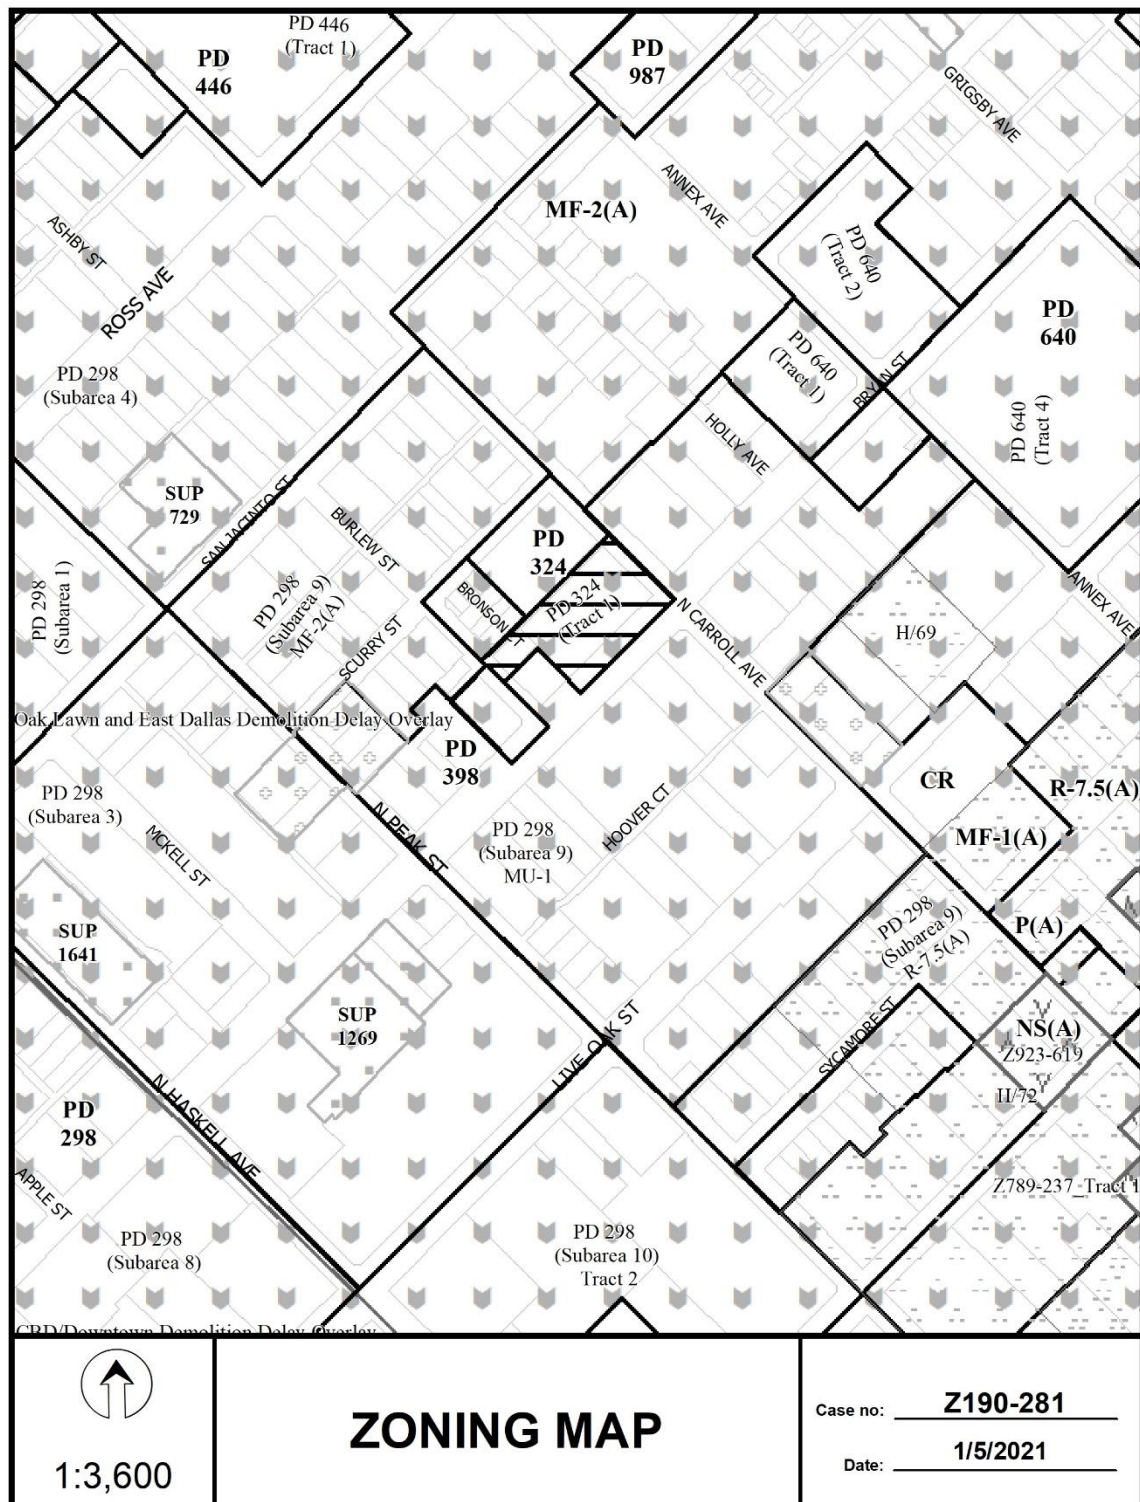 PD 446
(Tract 1)
PD
446
PD
987
GRIGSBY AVE
ANNEX AVE
MF-2(A)
ASHBY ST
ROSS AVE
PD 640
(Tract 2)
PD
640
PD 640
(Tract 1)
BRYAN ST
PD 298
(Subarea 4)
PD 640
(Tract 4)
HOLLY AVE
SUP
729
SAN JACINTO ST
BURLEW ST
PD
324
PD 298
(Subarea 1)
PD 298
(Subarea 9)
MF-2(A)
BRONSON CT
PD 324
(Tract 1)
SCURRY ST
N CARROLL AVE
H/69
ANNEX AVE
Oak Lawn and East Dallas Demolition Delay Overlay
PD
398
CR
R-7.5(A)
PD 298
(Subarea 3)
MCKELL ST
N PEAK ST
PD 298
(Subarea 9)
MU-1
HOOVER CT
MF-1(A)
PD 298
(Subarea 9)
R-7.5(A)
P(A)
SUP
1641
SUP
1269
LIVE OAK ST
SYCAMORE ST
NS(A)
Z923-619
H/72
PD
298
N HASKELL AVE
APPLE ST
Z789-237_Tract 1
PD 298
(Subarea 8)
PD 298
(Subarea 10)
Tract 2
CBD/Downtown Demolition Delay Overlay
1:3,600
ZONING MAP
Case no: Z190-281
Date: 1/5/2021